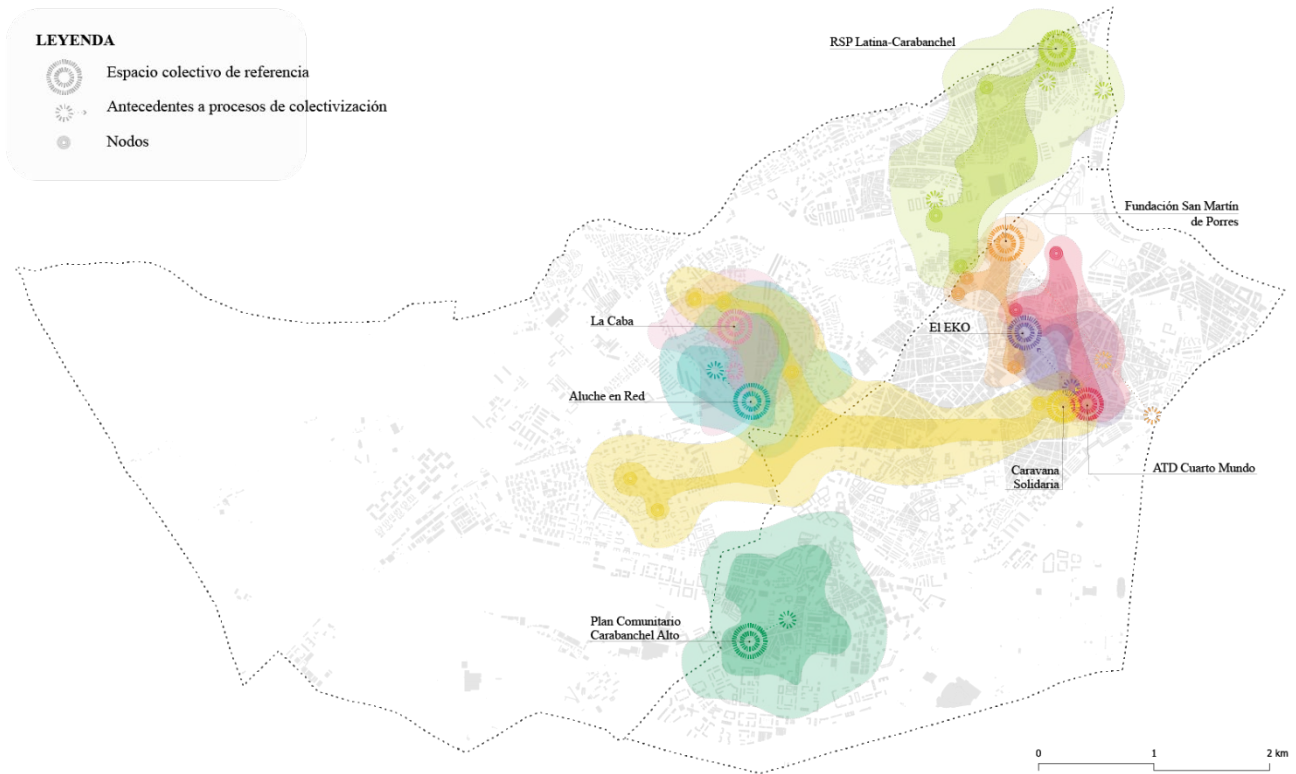 LEYENDA
Espacio colectivo de referencia
Antecedentes a procesos de colectivización
Nodos
RSP Latina-Carabanchel
Fundación San Martín
de Porres
La Caba
El EKO
Aluche en Red
Caravana
Solidaria
ATD Cuarto Mundo
Plan Comunitario
Carabanchel Alto
0
1
2 km